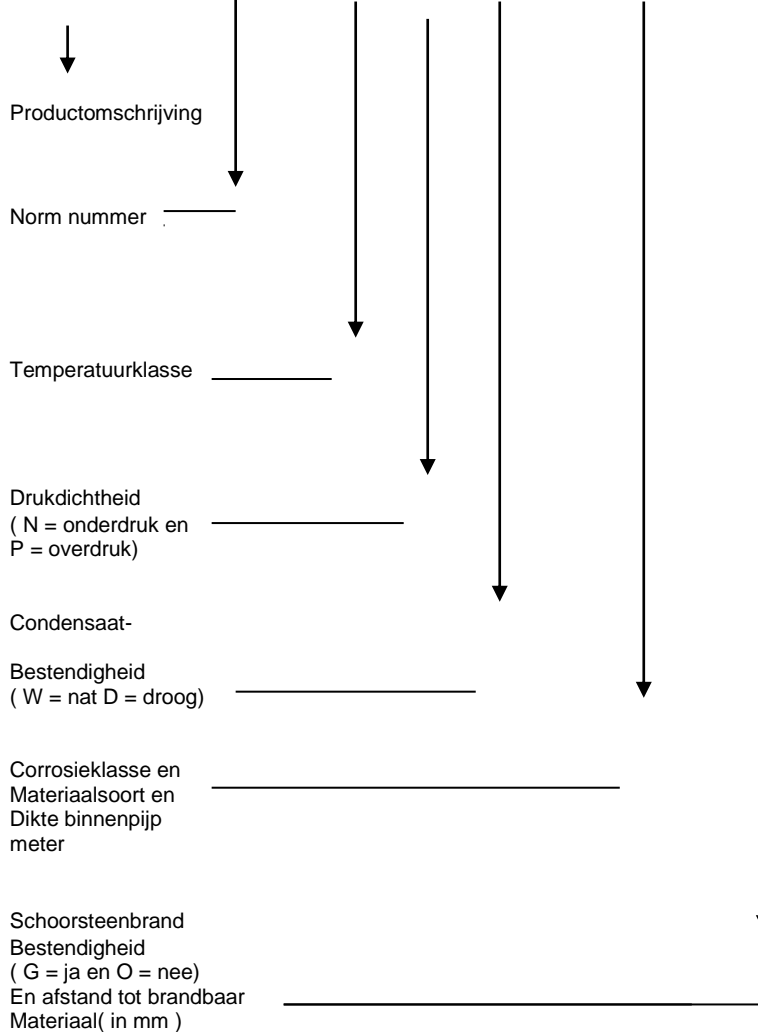 Productomschrijving
Norm nummer
Temperatuurklasse
Drukdichtheid
( N = onderdruk en
P = overdruk)
Condensaat-
Bestendigheid
( W = nat D = droog)
Corrosieklasse en
Materiaalsoort en
Dikte binnenpijp
meter
Schoorsteenbrand
Bestendigheid
( G = ja en O = nee)
En afstand tot brandbaar
Materiaal( in mm )